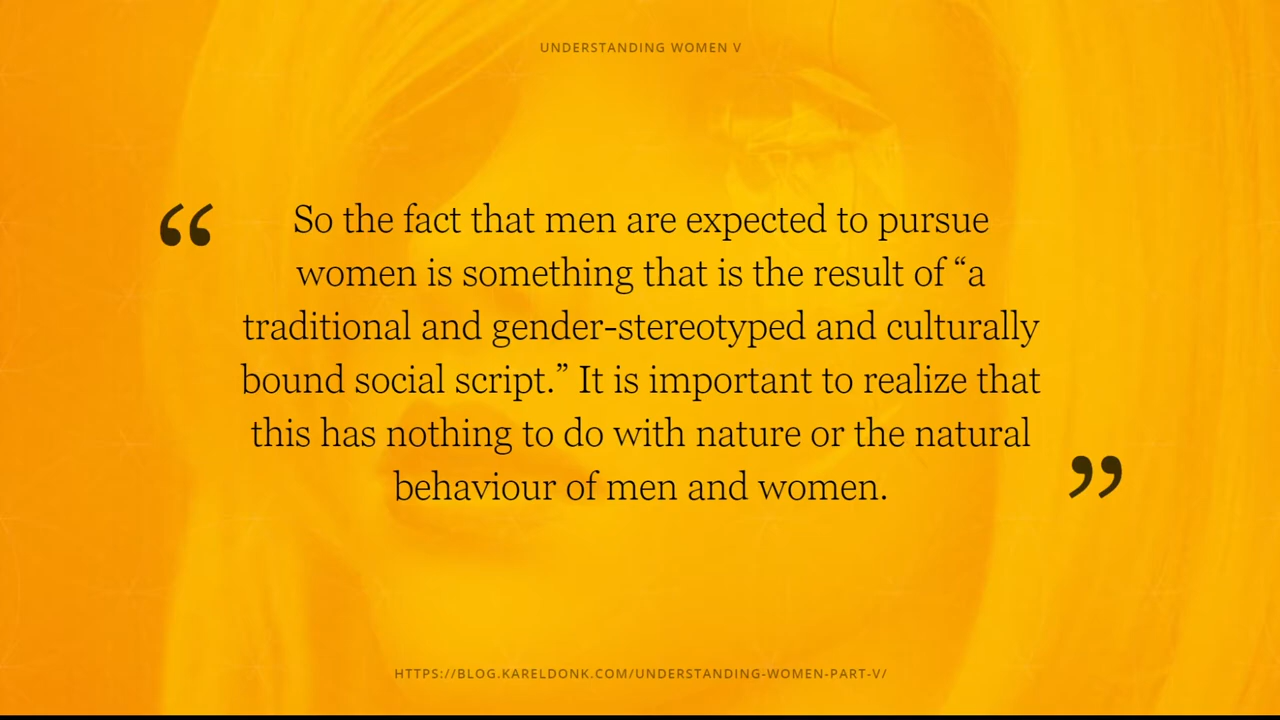 UNDERSTANDING WOMEN V
“ So the fact that men are expected to pursue
women is something that is the result of “a
traditional and gender-stereotyped and culturally
bound social script.” It is important to realize that
this has nothing to do with nature or the natural
behaviour of men and women. ”
HTTPS://BLOG.KARELDONK.COM/UNDERSTANDING-WOMEN-PART-V/